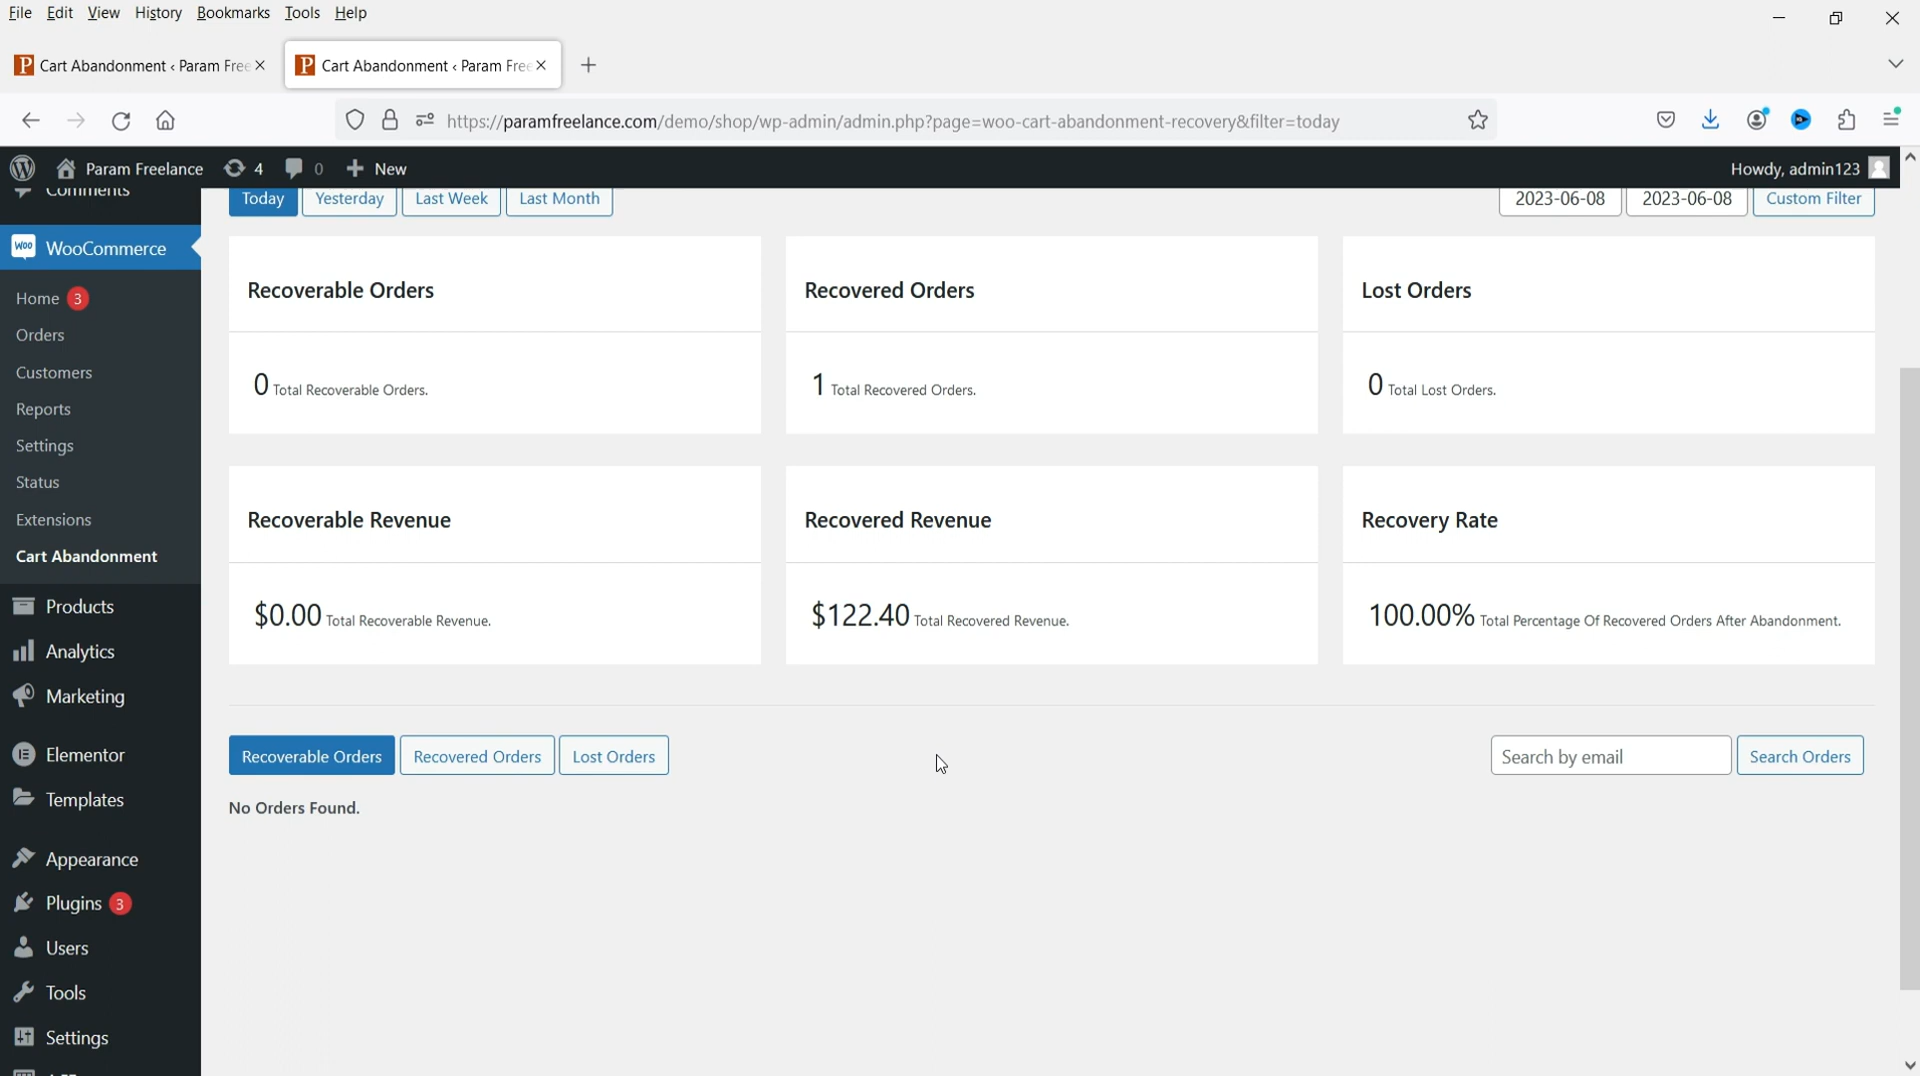 File Edit View History Bookmarks Tools Help
Cart Abandonment ‹ Param Free
Cart Abandonment ‹ Param Free
https://paramfreelance.com/demo/shop/wp-admin/admin.php?page=woo-cart-abandonment-recovery&filter=today
Param Freelance 4 0 New Howdy, admin123
Comments
Today Yesterday Last Week Last Month 2023-06-08 2023-06-08 Custom Filter
WooCommerce
Home 3
Orders
Customers
Reports
Settings
Status
Extensions
Cart Abandonment
Products
Analytics
Marketing
Elementor
Templates
Appearance
Plugins 3
Users
Tools
Settings
Recoverable Orders
0 Total Recoverable Orders.
Recovered Orders
1 Total Recovered Orders.
Lost Orders
0 Total Lost Orders.
Recoverable Revenue
$0.00 Total Recoverable Revenue.
Recovered Revenue
$122.40 Total Recovered Revenue.
Recovery Rate
100.00% Total Percentage Of Recovered Orders After Abandonment.
Recoverable Orders Recovered Orders Lost Orders Search by email Search Orders
No Orders Found.